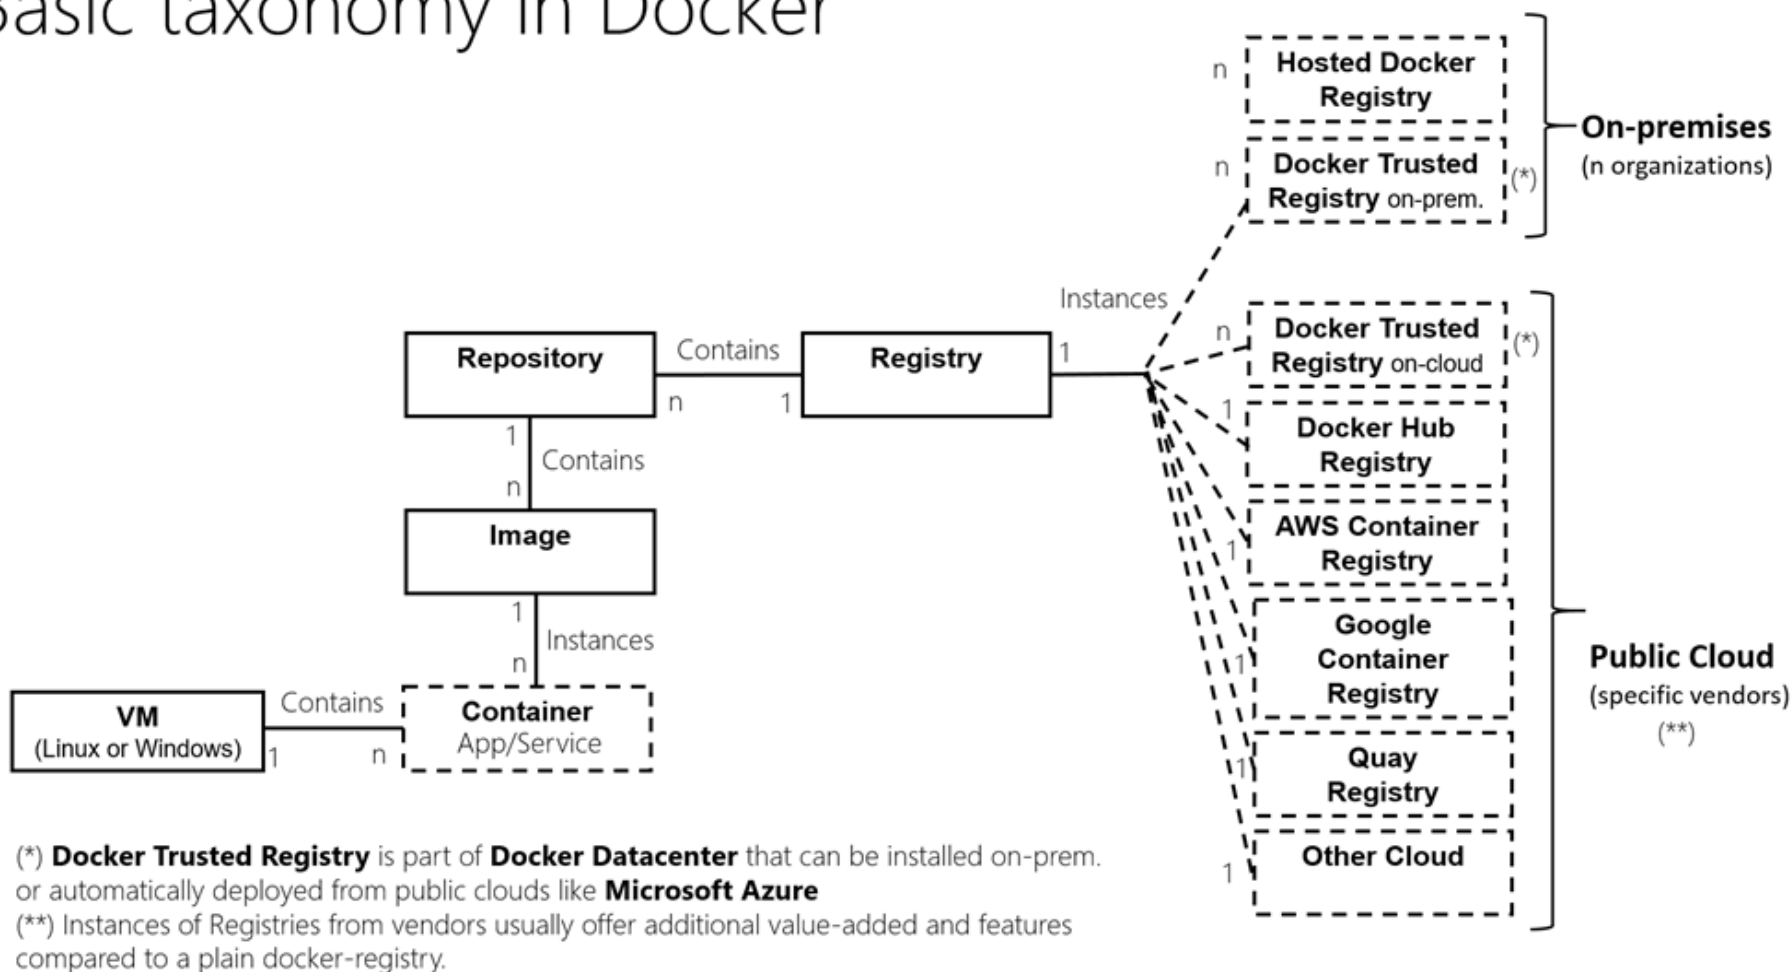 Basic taxonomy in Docker
n
Hosted Docker
Registry
n
Docker Trusted
Registry on-prem.
(*)
On-premises
(n organizations)
Instances
Repository
Contains
n
1
Registry
1
n
Docker Trusted
Registry on-cloud
(*)
1
Docker Hub
Registry
1
AWS Container
Registry
1
Google
Container
Registry
1
Quay
Registry
1
Other Cloud
Public Cloud
(specific vendors)
(**)
1
Contains
n
Image
1
Instances
n
VM
(Linux or Windows)
Contains
1
n
Container
App/Service
(*) Docker Trusted Registry is part of Docker Datacenter that can be installed on-prem.
or automatically deployed from public clouds like Microsoft Azure
(**) Instances of Registries from vendors usually offer additional value-added and features
compared to a plain docker-registry.